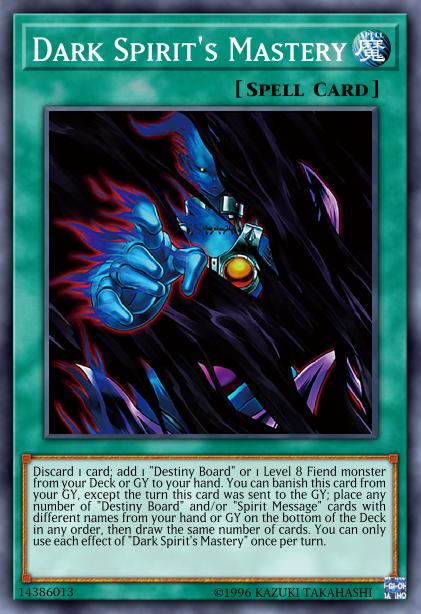 DARK SPIRIT'S MASTERY
SPELL
魔
[SPELL CARD]
Discard 1 card; add 1 "Destiny Board" or 1 Level 8 Fiend monster
from your Deck or GY to your hand. You can banish this card from
your GY, except the turn this card was sent to the GY; place any
number of "Destiny Board" and/or "Spirit Message" cards with
different names from your hand or GY on the bottom of the Deck
in any order, then draw the same number of cards. You can only
use each effect of "Dark Spirit's Mastery" once per turn.
14386013
©1996 KAZUKI TAKAHASHI